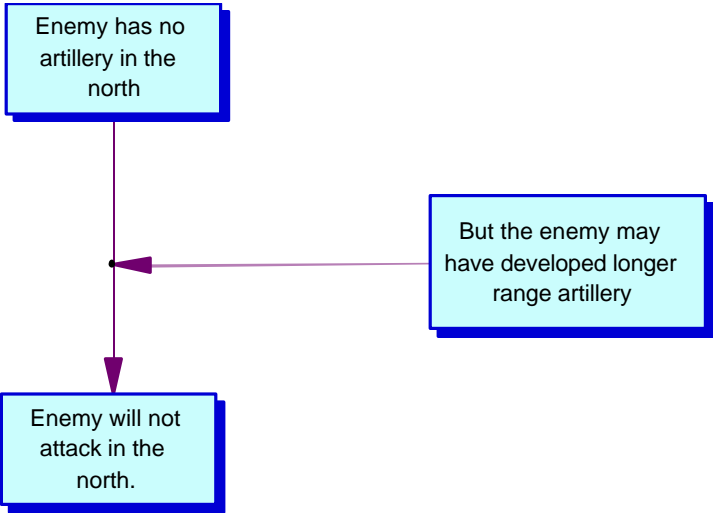 Enemy has no
artillery in the
north
But the enemy may
have developed longer
range artillery
Enemy will not
attack in the
north.